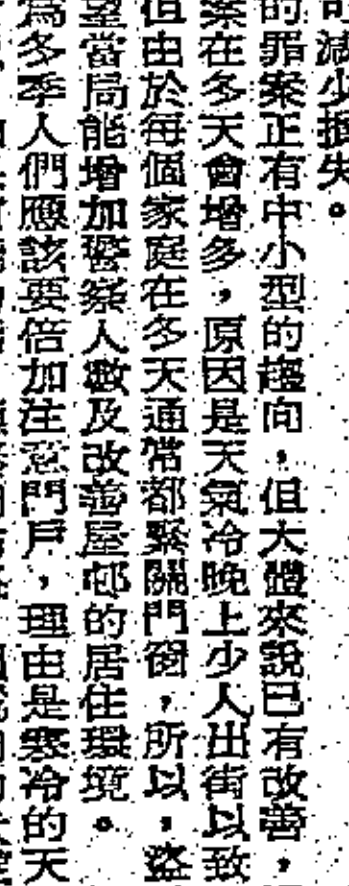 可減少損失。
的罪案正有中小型的趨向，但大體來說已有改善，
案在冬天會增多，原因是天氣冷晚上少人出街以致
但由於每個家庭在冬天通常都緊關門窗，所以，盜
望當局能增加警察人數及改善屋邨的居住環境。
為冬季人們應該要倍加注意門戶，理由是寒冷的天